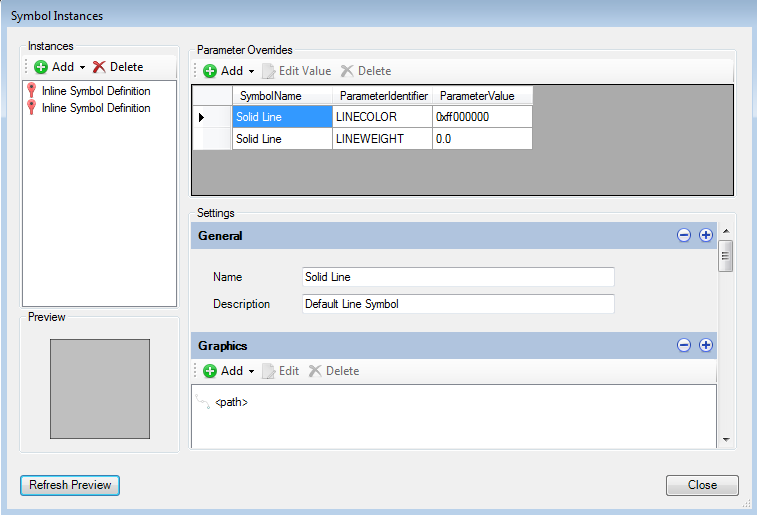 Symbol Instances
Instances
Add Delete
Inline Symbol Definition
Inline Symbol Definition
Preview
Refresh Preview
Parameter Overrides
Add Edit Value Delete
SymbolName ParameterIdentifier ParameterValue
Solid Line LINECOLOR 0xff000000
Solid Line LINEWEIGHT 0.0
Settings
General
Name Solid Line
Description Default Line Symbol
Graphics
Add Edit Delete
<path>
Close